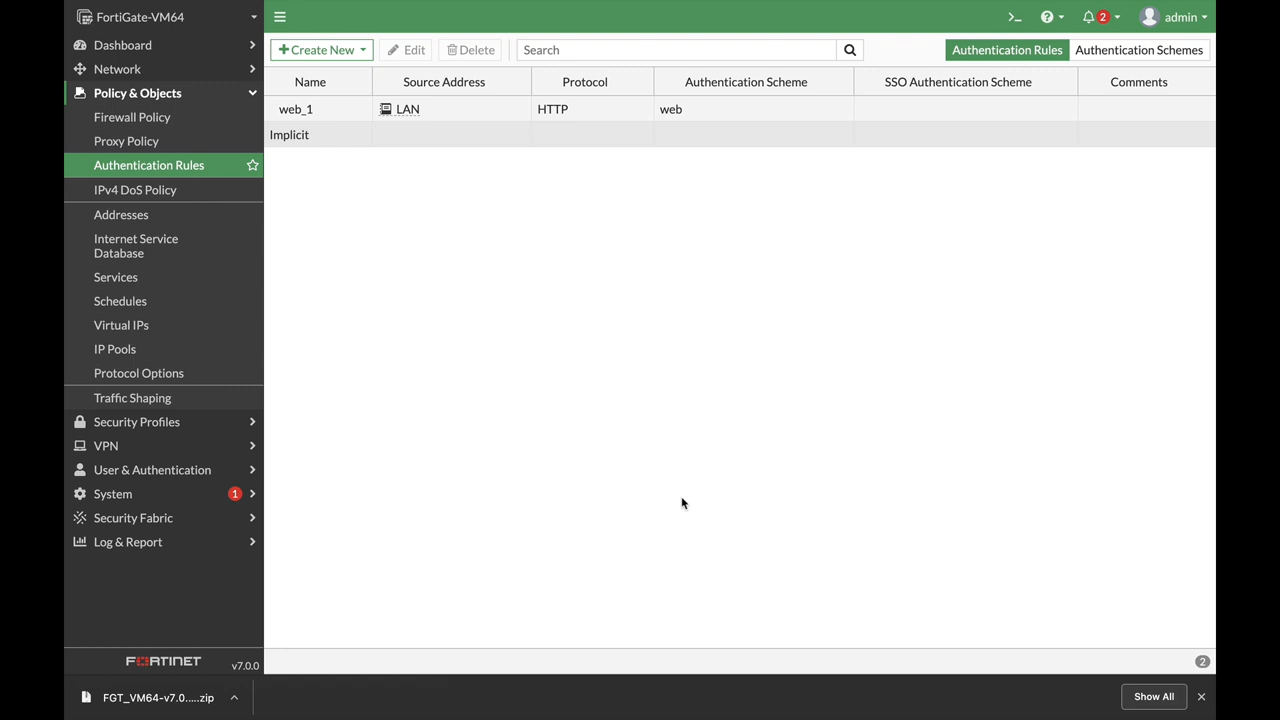 FortiGate-VM64
2
admin
Dashboard
Network
Policy & Objects
Firewall Policy
Proxy Policy
Authentication Rules
IPv4 DoS Policy
Addresses
Internet Service
Database
Services
Schedules
Virtual IPs
IP Pools
Protocol Options
Traffic Shaping
Security Profiles
VPN
User & Authentication
System 1
Security Fabric
Log & Report
FORTINET v7.0.0
+Create New Edit Delete Search Authentication Rules Authentication Schemes
Name Source Address Protocol Authentication Scheme SSO Authentication Scheme Comments
web_1 LAN HTTP web
Implicit
2
FGT_VM64-v7.0.....zip Show All